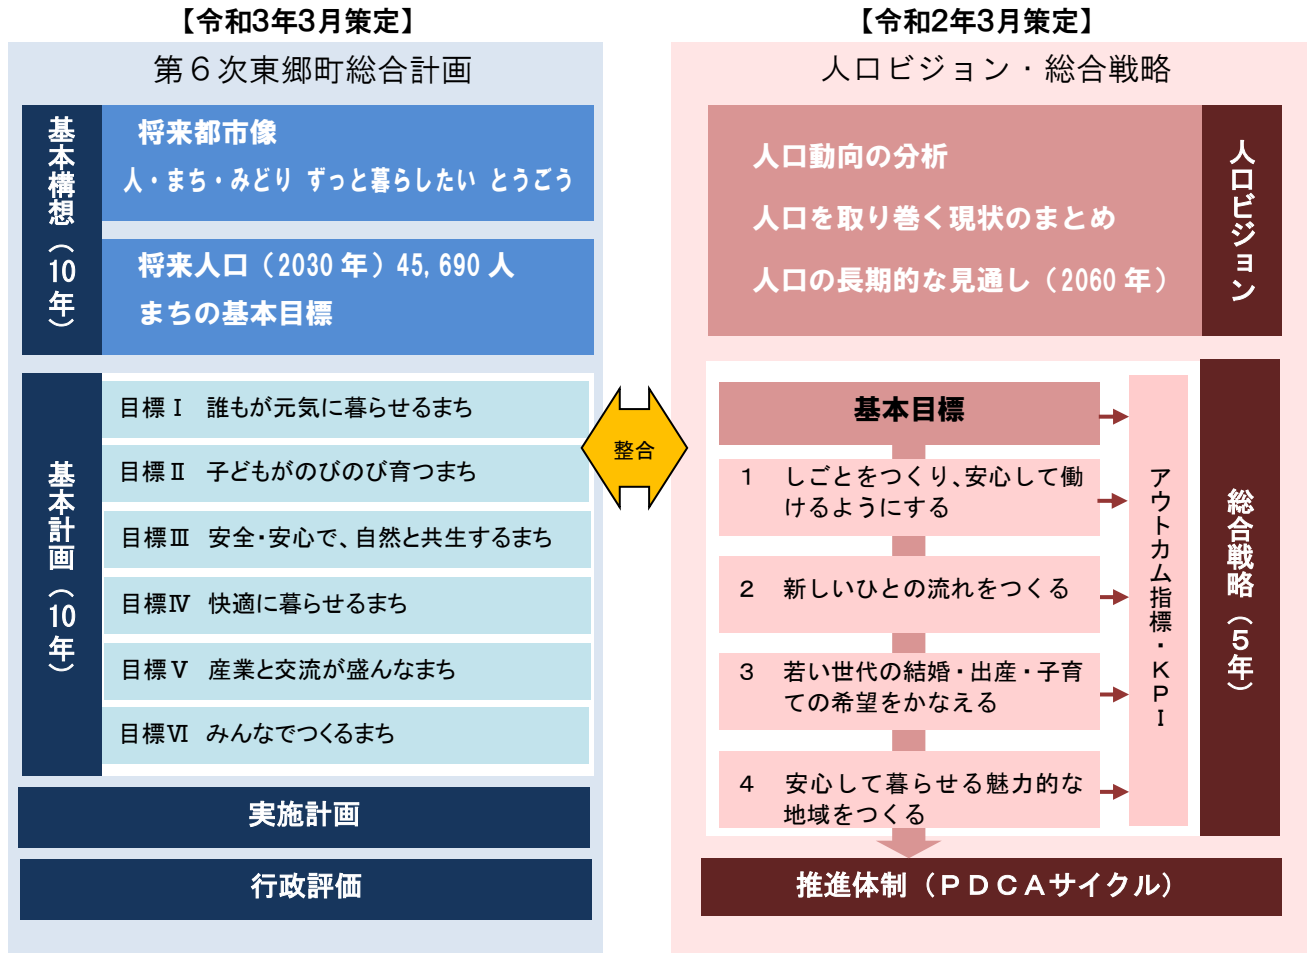 【令和3年3月策定】
第６次東郷町総合計画
基本構想（10年）
将来都市像
人・まち・みどり ずっと暮らしたい とうごう
将来人口（2030 年）45,690 人
まちの基本目標
基本計画（10年）
目標Ⅰ 誰もが元気に暮らせるまち
目標Ⅱ 子どもがのびのび育つまち
目標Ⅲ 安全・安心で、自然と共生するまち
目標Ⅳ 快適に暮らせるまち
目標Ⅴ 産業と交流が盛んなまち
目標Ⅵ みんなでつくるまち
実施計画
行政評価
整合
【令和2年3月策定】
人口ビジョン・総合戦略
人口動向の分析
人口を取り巻く現状のまとめ
人口の長期的な見通し（2060 年）
人口ビジョン
基本目標
１ しごとをつくり、安心して働
けるようにする
２ 新しいひとの流れをつくる
３ 若い世代の結婚・出産・子育
ての希望をかなえる
４ 安心して暮らせる魅力的な
地域をつくる
アウトカム指標・ＫＰＩ
総合戦略（５年）
推進体制（ＰＤＣＡサイクル）